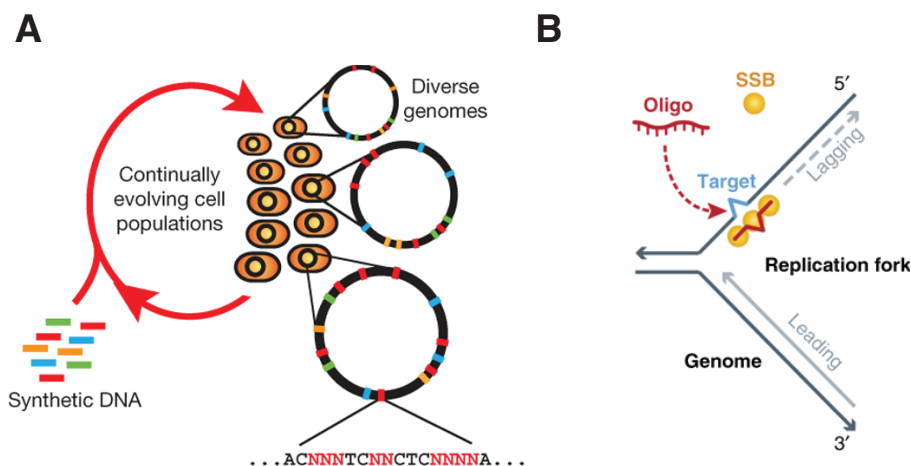 A
Diverse
genomes
Continually
evolving cell
populations
Synthetic DNA
...ACNNNTCNNCTCNNNNA...
B
SSB
5′
Oligo
Lagging
Target
Replication fork
Leading
Genome
3′